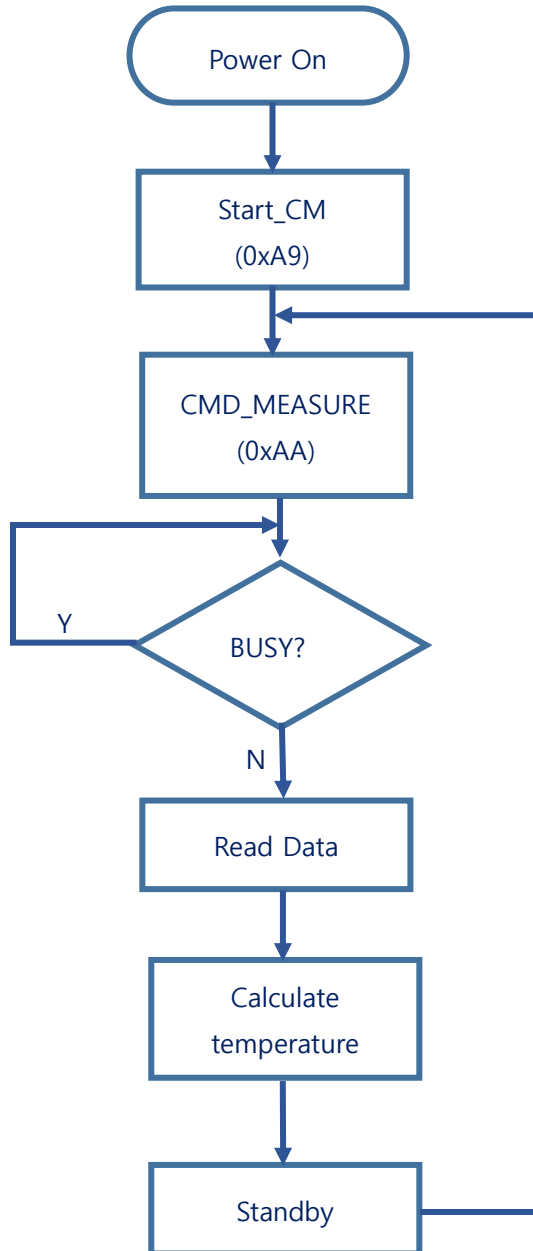 Power On
Start_CM
(0xA9)
CMD_MEASURE
(0xAA)
Y
BUSY?
N
Read Data
Calculate
temperature
Standby